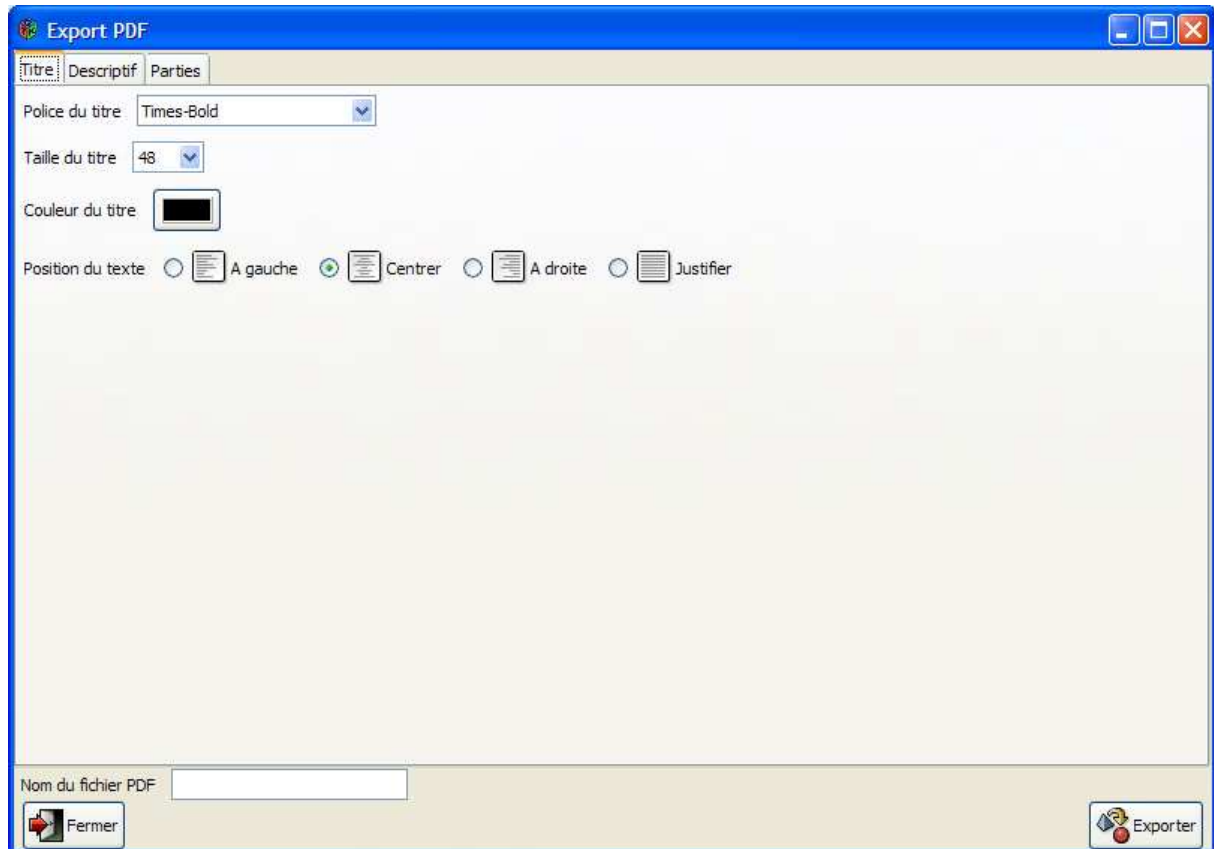 Export PDF
Titre Descriptif Parties
Police du titre Times-Bold
Taille du titre 48
Couleur du titre
Position du texte A gauche Centrer A droite Justifier
Nom du fichier PDF
Fermer Exporter